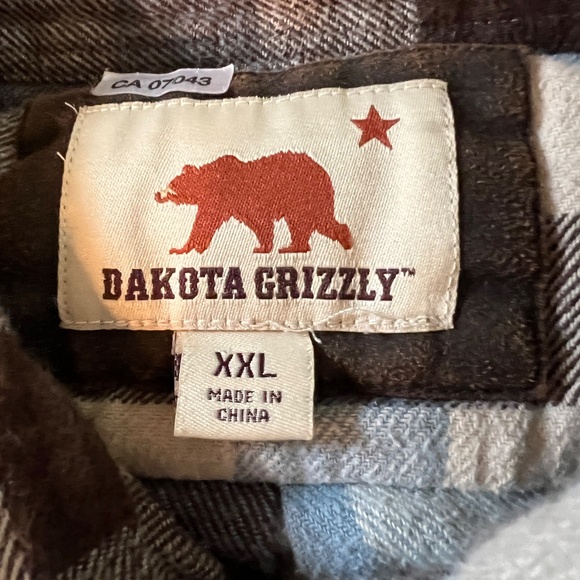 CA 07043
DAKOTA GRIZZLY™
XXL
MADE IN
CHINA